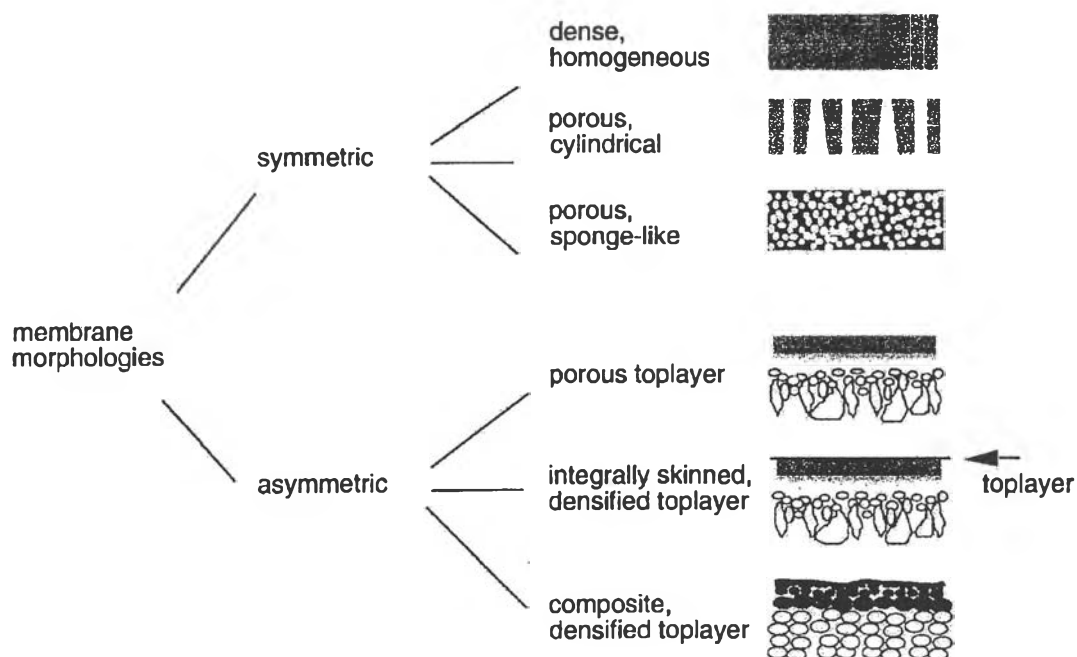 dense,
homogeneous
porous,
cylindrical
symmetric
porous,
sponge-like
membrane
morphologies
porous toplayer
asymmetric
integrally skinned,
densified toplayer
toplayer
composite,
densified toplayer